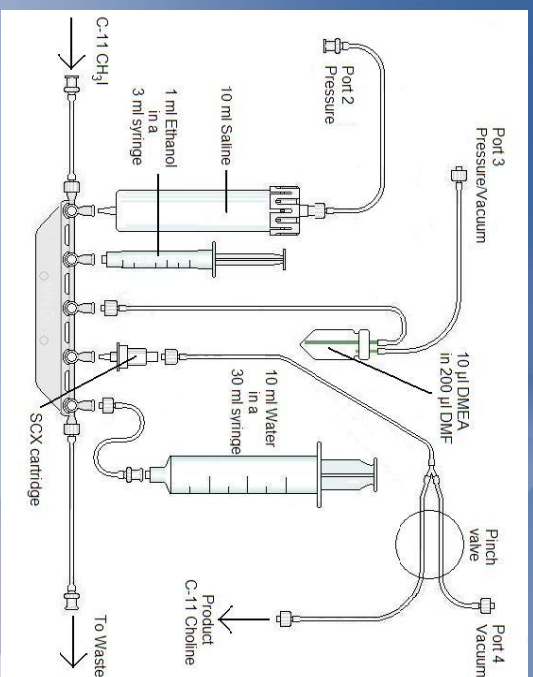 C-11 CH₃I
1 ml Ethanol
in a
3 ml syringe
10 ml Saline
Port 2
Pressure
Port 3
Pressure/Vacuum
10 µl DMEA
in 200 µl DMF
10 ml Water
in a
30 ml syringe
SCX cartridge
Pinch
valve
Port 4
Vacuum
Product
C-11 Choline
To Waste